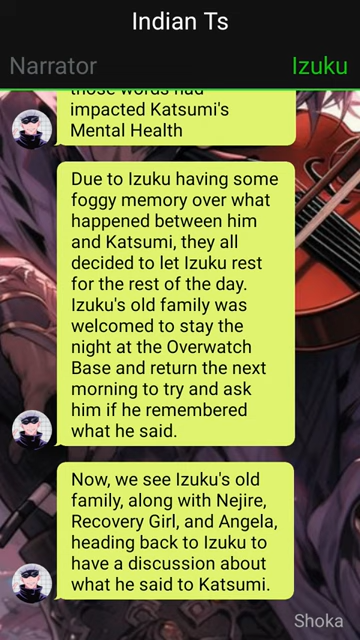 Indian Ts
Narrator
Izuku
those words had
impacted Katsumi's
Mental Health
Due to Izuku having some
foggy memory over what
happened between him
and Katsumi, they all
decided to let Izuku rest
for the rest of the day.
Izuku's old family was
welcomed to stay the
night at the Overwatch
Base and return the next
morning to try and ask
him if he remembered
what he said.
Now, we see Izuku's old
family, along with Nejire,
Recovery Girl, and Angela,
heading back to Izuku to
have a discussion about
what he said to Katsumi.
Shoka